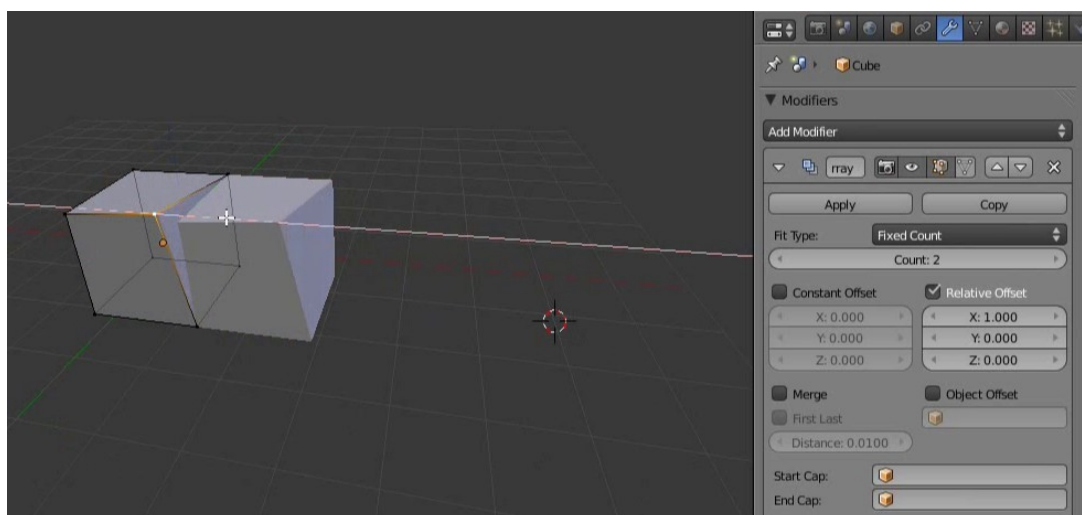 Cube
Modifiers
Add Modifier
rray
Apply Copy
Fit Type: Fixed Count
Count: 2
Constant Offset Relative Offset
X: 0.000 X: 1.000
Y: 0.000 Y: 0.000
Z: 0.000 Z: 0.000
Merge Object Offset
First Last
Distance: 0.0100
Start Cap:
End Cap: